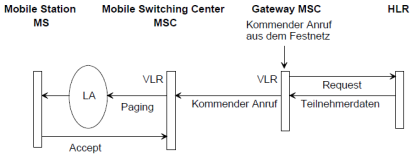 Mobile Station
MS
Mobile Switching Center
MSC
Gateway MSC
HLR
Kommender Anruf
aus dem Festnetz
VLR
VLR
Request
LA
Paging
Kommender Anruf
Teilnehmerdaten
Accept